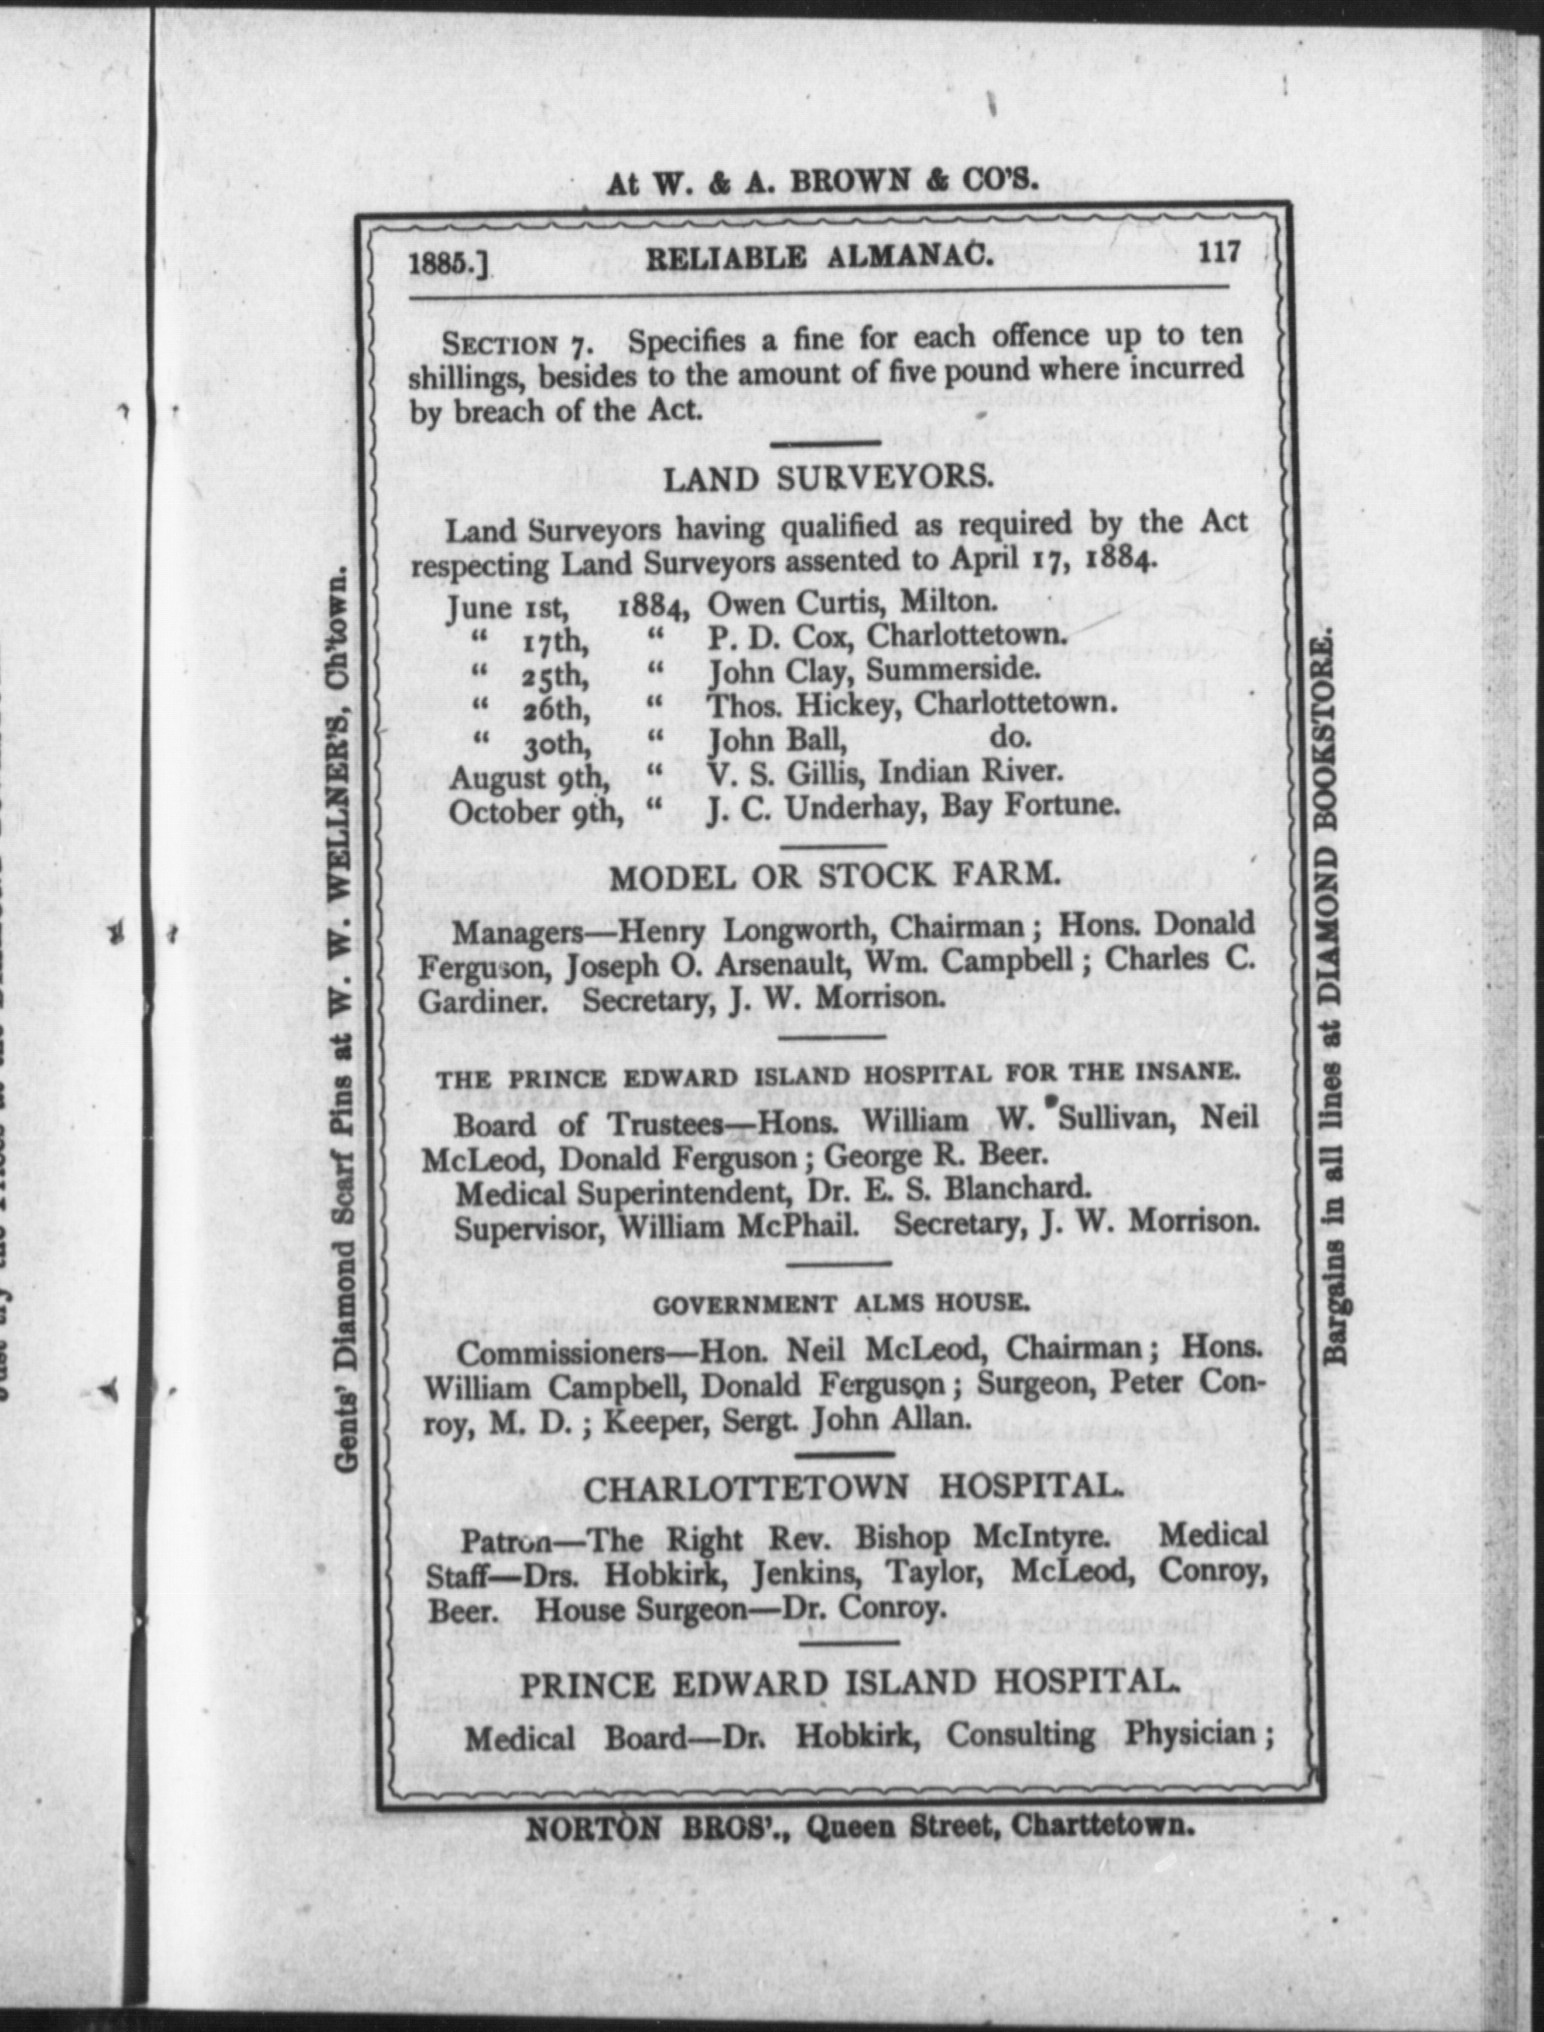 At W. & A. BROWN & CO'S.
1885.] RELIABLE ALMANAC. 117
SECTION 7. Specifies a fine for each offence up to ten
shillings, besides to the amount of five pound where incurred
by breach of the Act.
LAND SURVEYORS.
Land Surveyors having qualified as required by the Act
respecting Land Surveyors assented to April 17, 1884.
June 1st, 1884, Owen Curtis, Milton.
“ 17th, “ P. D. Cox, Charlottetown.
“ 25th, “ John Clay, Summerside.
“ 26th, “ Thos. Hickey, Charlottetown.
“ 30th, “ John Ball, do.
August 9th, “ V. S. Gillis, Indian River.
October 9th, “ J. C. Underhay, Bay Fortune.
MODEL OR STOCK FARM.
Managers—Henry Longworth, Chairman; Hons. Donald
Ferguson, Joseph O. Arsenault, Wm. Campbell; Charles C.
Gardiner. Secretary, J. W. Morrison.
THE PRINCE EDWARD ISLAND HOSPITAL FOR THE INSANE.
Board of Trustees—Hons. William W. Sullivan, Neil
McLeod, Donald Ferguson; George R. Beer.
Medical Superintendent, Dr. E. S. Blanchard.
Supervisor, William McPhail. Secretary, J. W. Morrison.
GOVERNMENT ALMS HOUSE.
Commissioners—Hon. Neil McLeod, Chairman; Hons.
William Campbell, Donald Ferguson; Surgeon, Peter Con-
roy, M. D.; Keeper, Sergt. John Allan.
CHARLOTTETOWN HOSPITAL.
Patron—The Right Rev. Bishop McIntyre. Medical
Staff—Drs. Hobkirk, Jenkins, Taylor, McLeod, Conroy,
Beer. House Surgeon—Dr. Conroy.
PRINCE EDWARD ISLAND HOSPITAL.
Medical Board—Dr. Hobkirk, Consulting Physician;
NORTON BROS'., Queen Street, Charttetown.
Gents' Diamond Scarf Pins at W. W. WELLNER'S, Ch'town.
Bargains in all lines at DIAMOND BOOKSTORE.